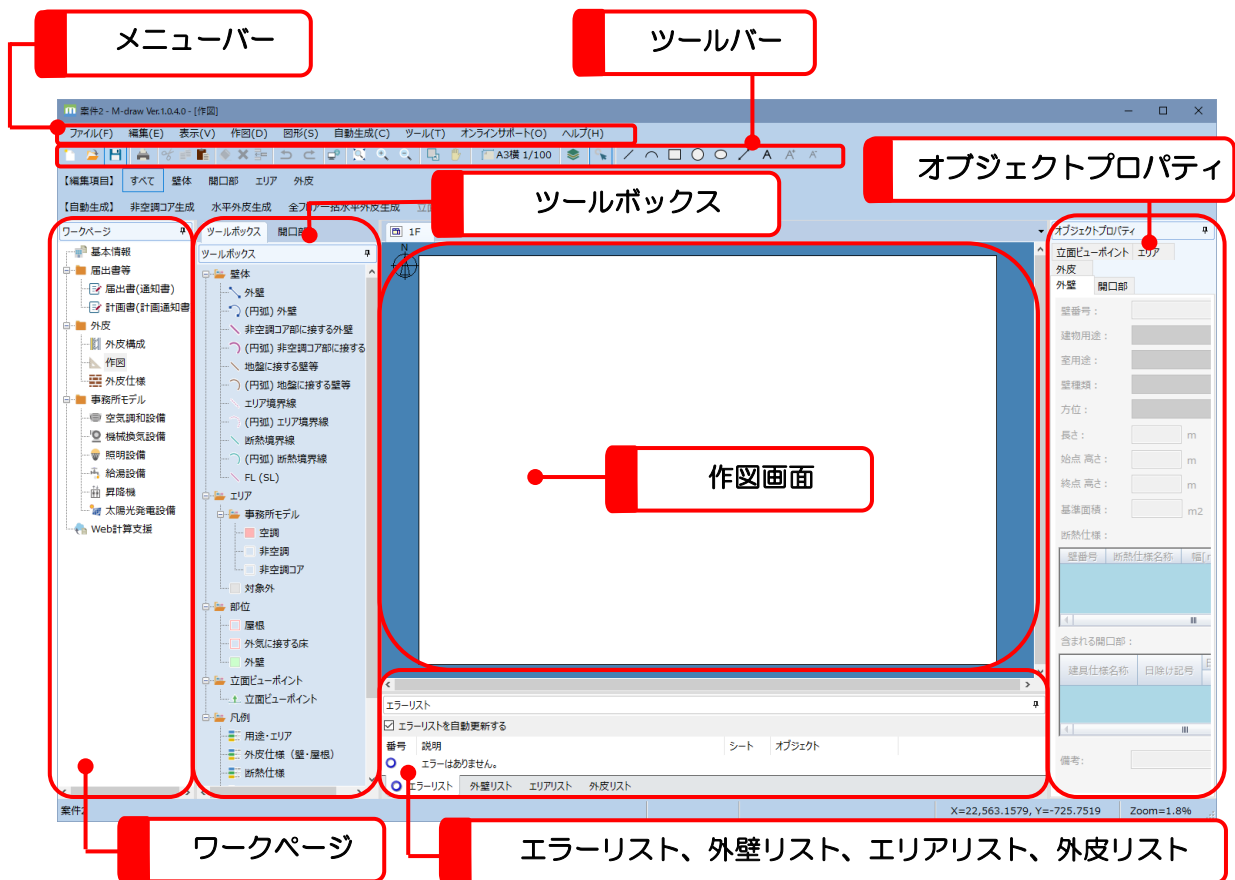 メニューバー
ツールバー
案件2 - M-draw Ver.1.0.4.0 - [作図]
ファイル(F) 編集(E) 表示(V) 作図(D) 図形(S) 自動生成(C) ツール(T) オンラインサポート(O) ヘルプ(H)
A3横 1/100
A A A
オブジェクトプロパティ
【編集項目】 すべて 壁体 開口部 エリア 外皮
ツールボックス
【自動生成】 非空調コア生成 水平外皮生成 全フロア一括水平外皮生成
ワークページ
基本情報
届出書等
届出書(通知書)
計画書(計画通知書
外皮
外皮構成
作図
外皮仕様
事務所モデル
空気調和設備
機械換気設備
照明設備
給湯設備
昇降機
太陽光発電設備
Web計算支援
ツールボックス 開口部
ツールボックス
壁体
外壁
(円弧) 外壁
非空調コア部に接する外壁
(円弧) 非空調コア部に接する
地盤に接する壁等
(円弧) 地盤に接する壁等
エリア境界線
(円弧) エリア境界線
断熱境界線
(円弧) 断熱境界線
FL (SL)
エリア
事務所モデル
空調
非空調
非空調コア
対象外
部位
屋根
外気に接する床
外壁
立面ビューポイント
立面ビューポイント
凡例
用途・エリア
外皮仕様（壁・屋根）
断熱仕様
1F
N
作図画面
オブジェクトプロパティ
立面ビューポイント エリア
外皮
外壁 開口部
壁番号：
建物用途：
室用途：
壁種類：
方位：
長さ： m
始点 高さ： m
終点 高さ： m
基準面積： m2
断熱仕様：
壁番号 断熱仕様名称
含まれる開口部：
建具仕様名称 日除け記号
備考：
エラーリスト
エラーリストを自動更新する
番号 説明 シート オブジェクト
エラーはありません。
エラーリスト 外壁リスト エリアリスト 外皮リスト
案件2 X=22,563.1579, Y=-725.7519 Zoom=1.8%
ワークページ
エラーリスト、外壁リスト、エリアリスト、外皮リスト